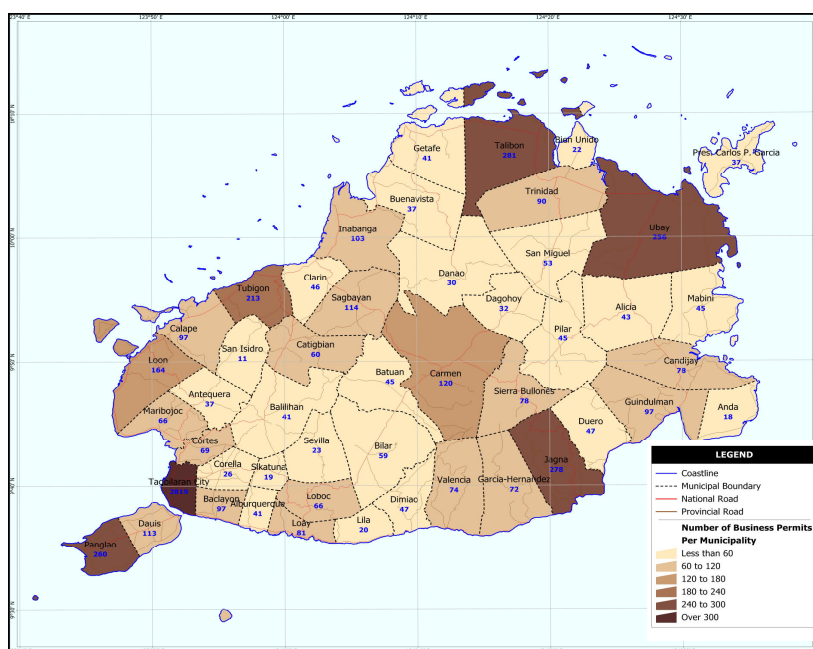 123°50' E
124°0' E
124°10' E
124°20' E
124°30' E
10°0' N
Getafe
41
Talibon
281
Bien Unido
22
Pres. Carlos P. Garcia
37
Buenavista
37
Trinidad
90
Inabanga
103
Ubay
256
San Miguel
53
Danao
30
Clarin
46
Tubigon
213
Sagbayan
114
Dagohoy
32
Alicia
43
Mabini
45
Calape
97
Pilar
45
San Isidro
11
Catigbian
60
Loon
164
Batuan
45
Carmen
120
Candijay
78
Antequera
37
Sierra Bullones
78
Maribojoc
66
Balilihan
41
Guindulman
97
Anda
18
Duero
47
Cortes
69
Sevilla
23
Bilar
59
Corella
26
Sikatuna
19
Jagna
278
Tagbilaran City
Valencia
74
Garcia-Hernandez
72
Baclayon
97
Alburquerque
41
Loboc
66
Dimiao
47
Dauis
113
Loay
81
Lila
20
Panglao
260
LEGEND
Coastline
Municipal Boundary
National Road
Provincial Road
Number of Business Permits
Per Municipality
Less than 60
60 to 120
120 to 180
180 to 240
240 to 300
Over 300